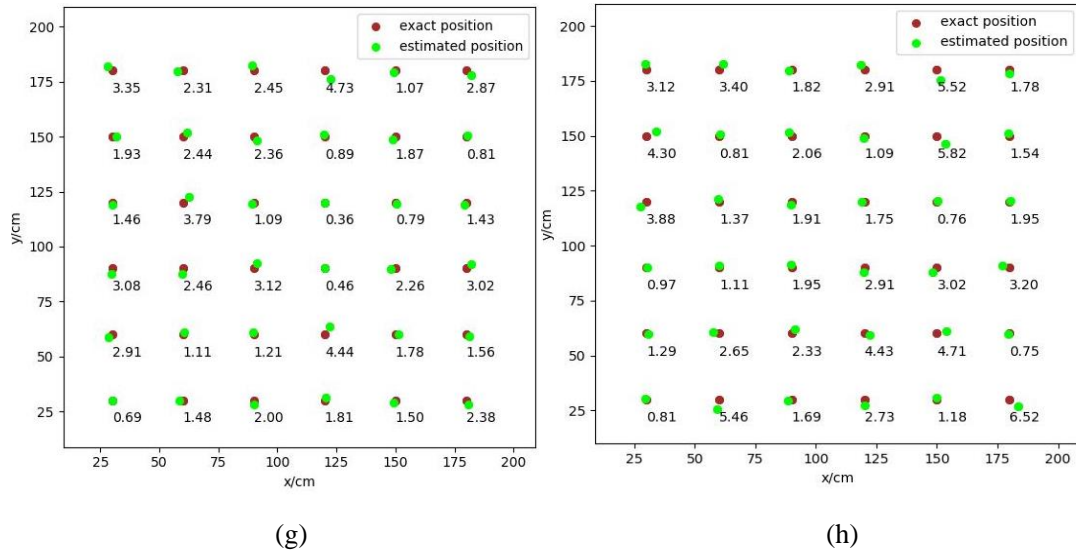 200
175
150
125
100
75
50
25
y/cm
exact position
estimated position
3.35 2.31 2.45 4.73 1.07 2.87
1.93 2.44 2.36 0.89 1.87 0.81
1.46 3.79 1.09 0.36 0.79 1.43
3.08 2.46 3.12 0.46 2.26 3.02
2.91 1.11 1.21 4.44 1.78 1.56
0.69 1.48 2.00 1.81 1.50 2.38
25 50 75 100 125 150 175 200
x/cm
(g)
200
175
150
125
100
75
50
25
y/cm
exact position
estimated position
3.12 3.40 1.82 2.91 5.52 1.78
4.30 0.81 2.06 1.09 5.82 1.54
3.88 1.37 1.91 1.75 0.76 1.95
0.97 1.11 1.95 2.91 3.02 3.20
1.29 2.65 2.33 4.43 4.71 0.75
0.81 5.46 1.69 2.73 1.18 6.52
25 50 75 100 125 150 175 200
x/cm
(h)